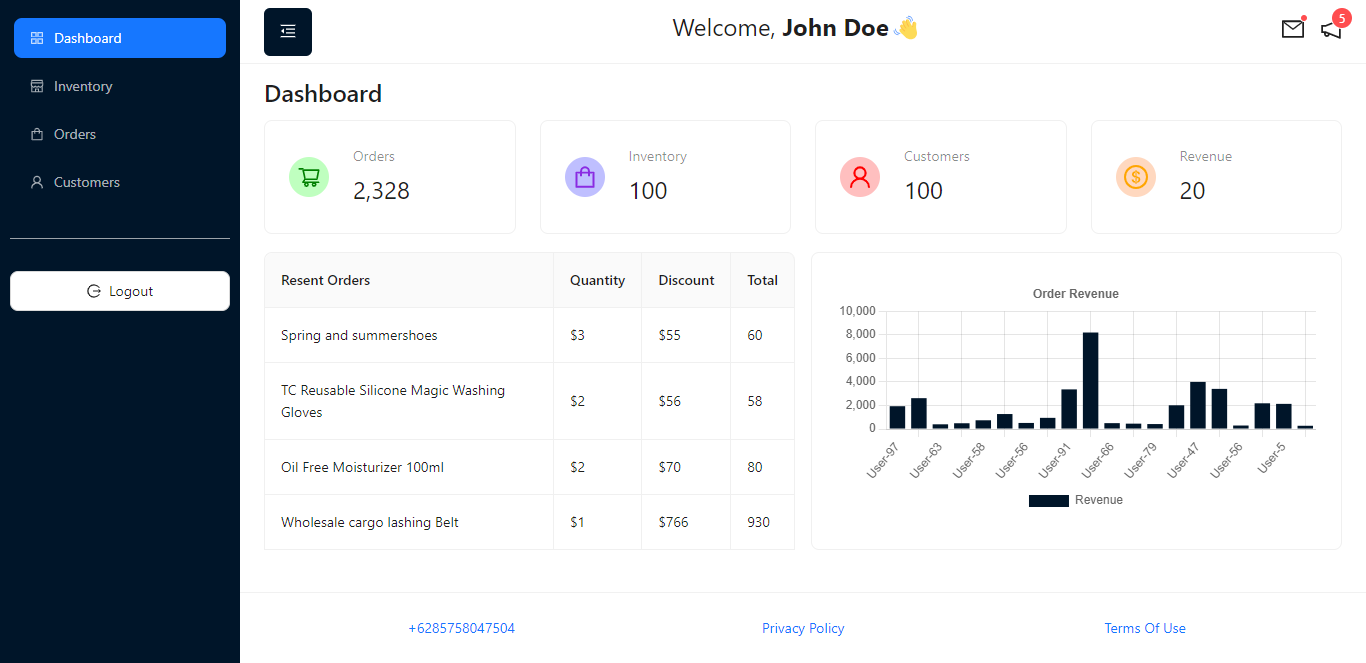 Dashboard
Inventory
Orders
Customers
Logout
Welcome, John Doe 👋
5
Dashboard
Orders
2,328
Inventory
100
Customers
100
Revenue
20
Resent Orders Quantity Discount Total
Spring and summershoes $3 $55 60
TC Reusable Silicone Magic Washing
Gloves $2 $56 58
Oil Free Moisturizer 100ml $2 $70 80
Wholesale cargo lashing Belt $1 $766 930
Order Revenue
10,000
8,000
6,000
4,000
2,000
0
User-97 User-63 User-58 User-56 User-91 User-66 User-79 User-47 User-56 User-5
Revenue
+6285758047504 Privacy Policy Terms Of Use